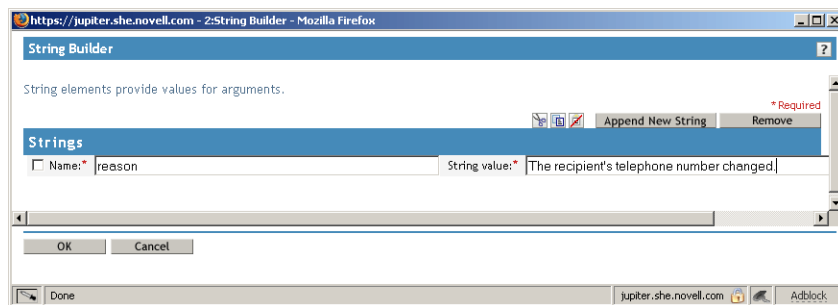 https://jupiter.she.novell.com - 2:String Builder - Mozilla Firefox
String Builder ?
String elements provide values for arguments.
* Required
Append New String Remove
Strings
Name:* reason String value:* The recipient's telephone number changed.
OK Cancel
Done jupiter.she.novell.com Adblock